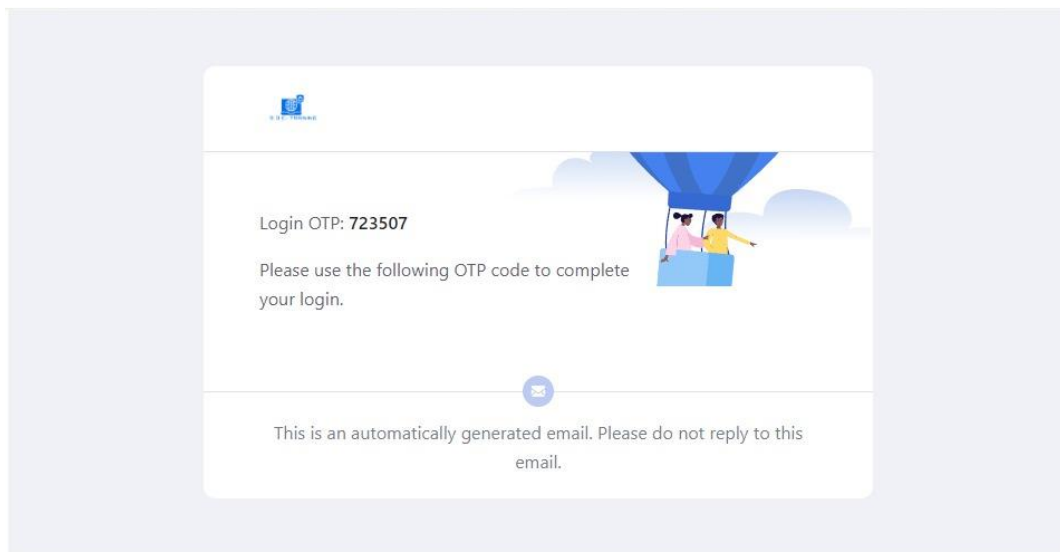 Login OTP: 723507
Please use the following OTP code to complete
your login.
This is an automatically generated email. Please do not reply to this
email.